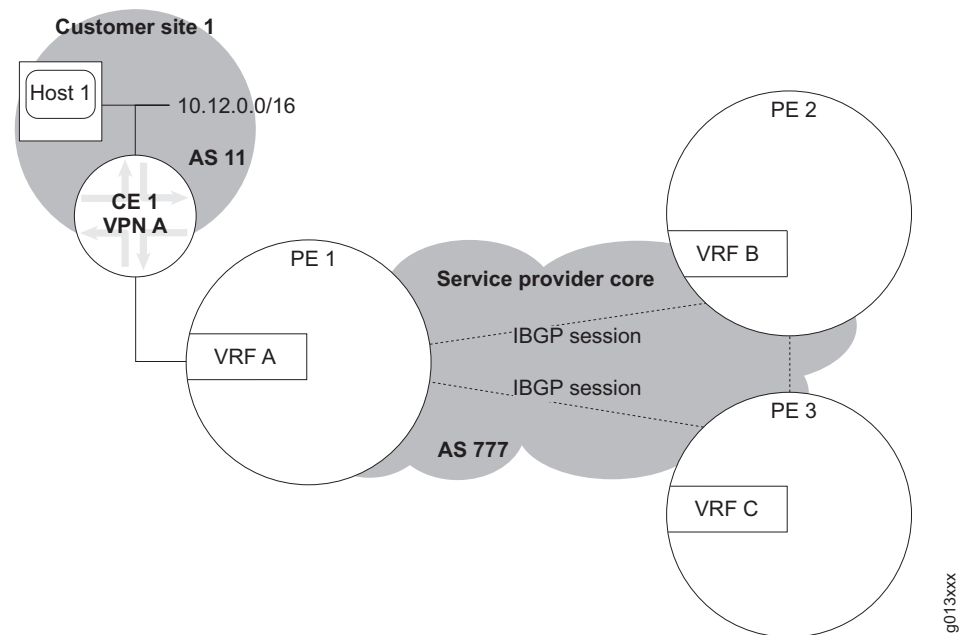 Customer site 1
Host 1
10.12.0.0/16
AS 11
CE 1
VPN A
PE 1
VRF A
Service provider core
IBGP session
IBGP session
AS 777
PE 2
VRF B
PE 3
VRF C
g013xxx